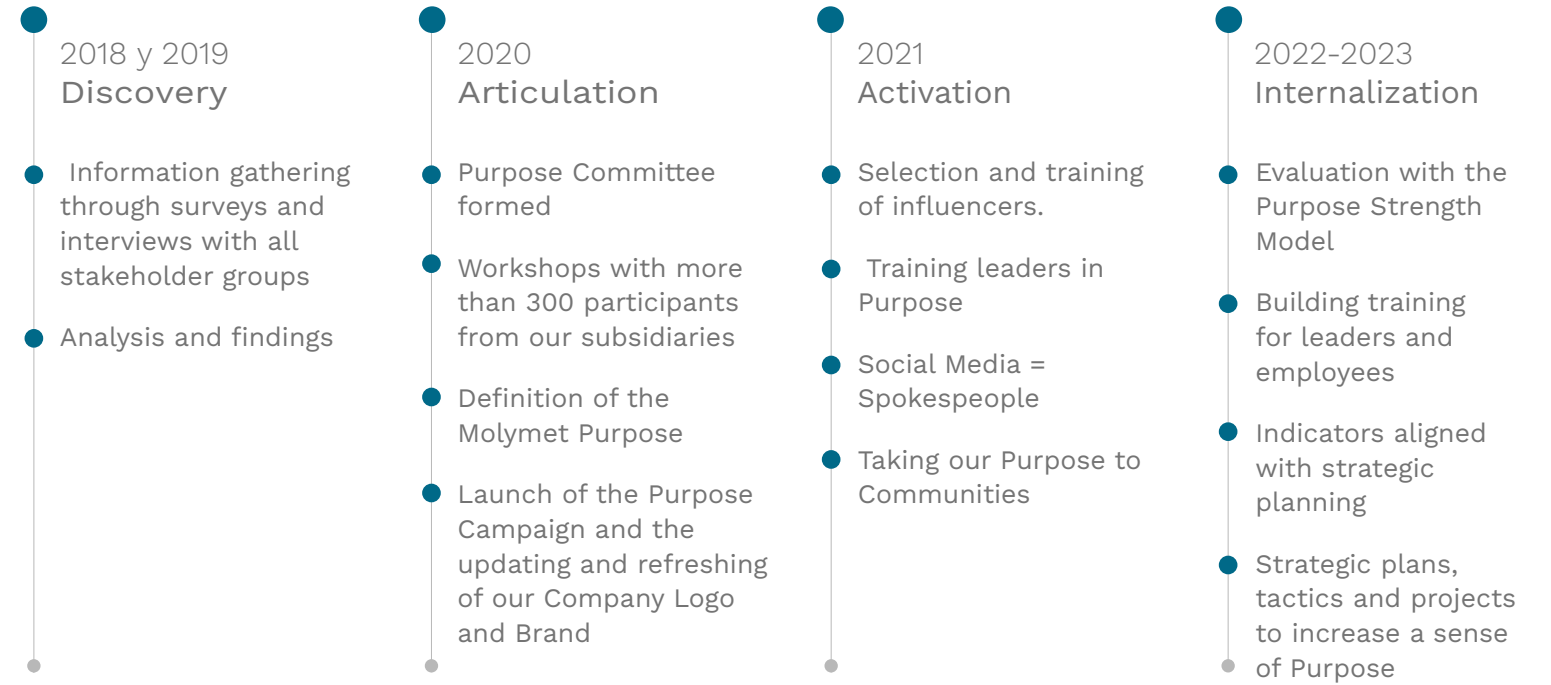 2018 y 2019
Discovery
Information gathering
through surveys and
interviews with all
stakeholder groups
Analysis and findings
2020
Articulation
Purpose Committee
formed
Workshops with more
than 300 participants
from our subsidiaries
Definition of the
Molymet Purpose
Launch of the Purpose
Campaign and the
updating and refreshing
of our Company Logo
and Brand
2021
Activation
Selection and training
of influencers.
Training leaders in
Purpose
Social Media =
Spokespeople
Taking our Purpose to
Communities
2022-2023
Internalization
Evaluation with the
Purpose Strength
Model
Building training
for leaders and
employees
Indicators aligned
with strategic
planning
Strategic plans,
tactics and projects
to increase a sense
of Purpose